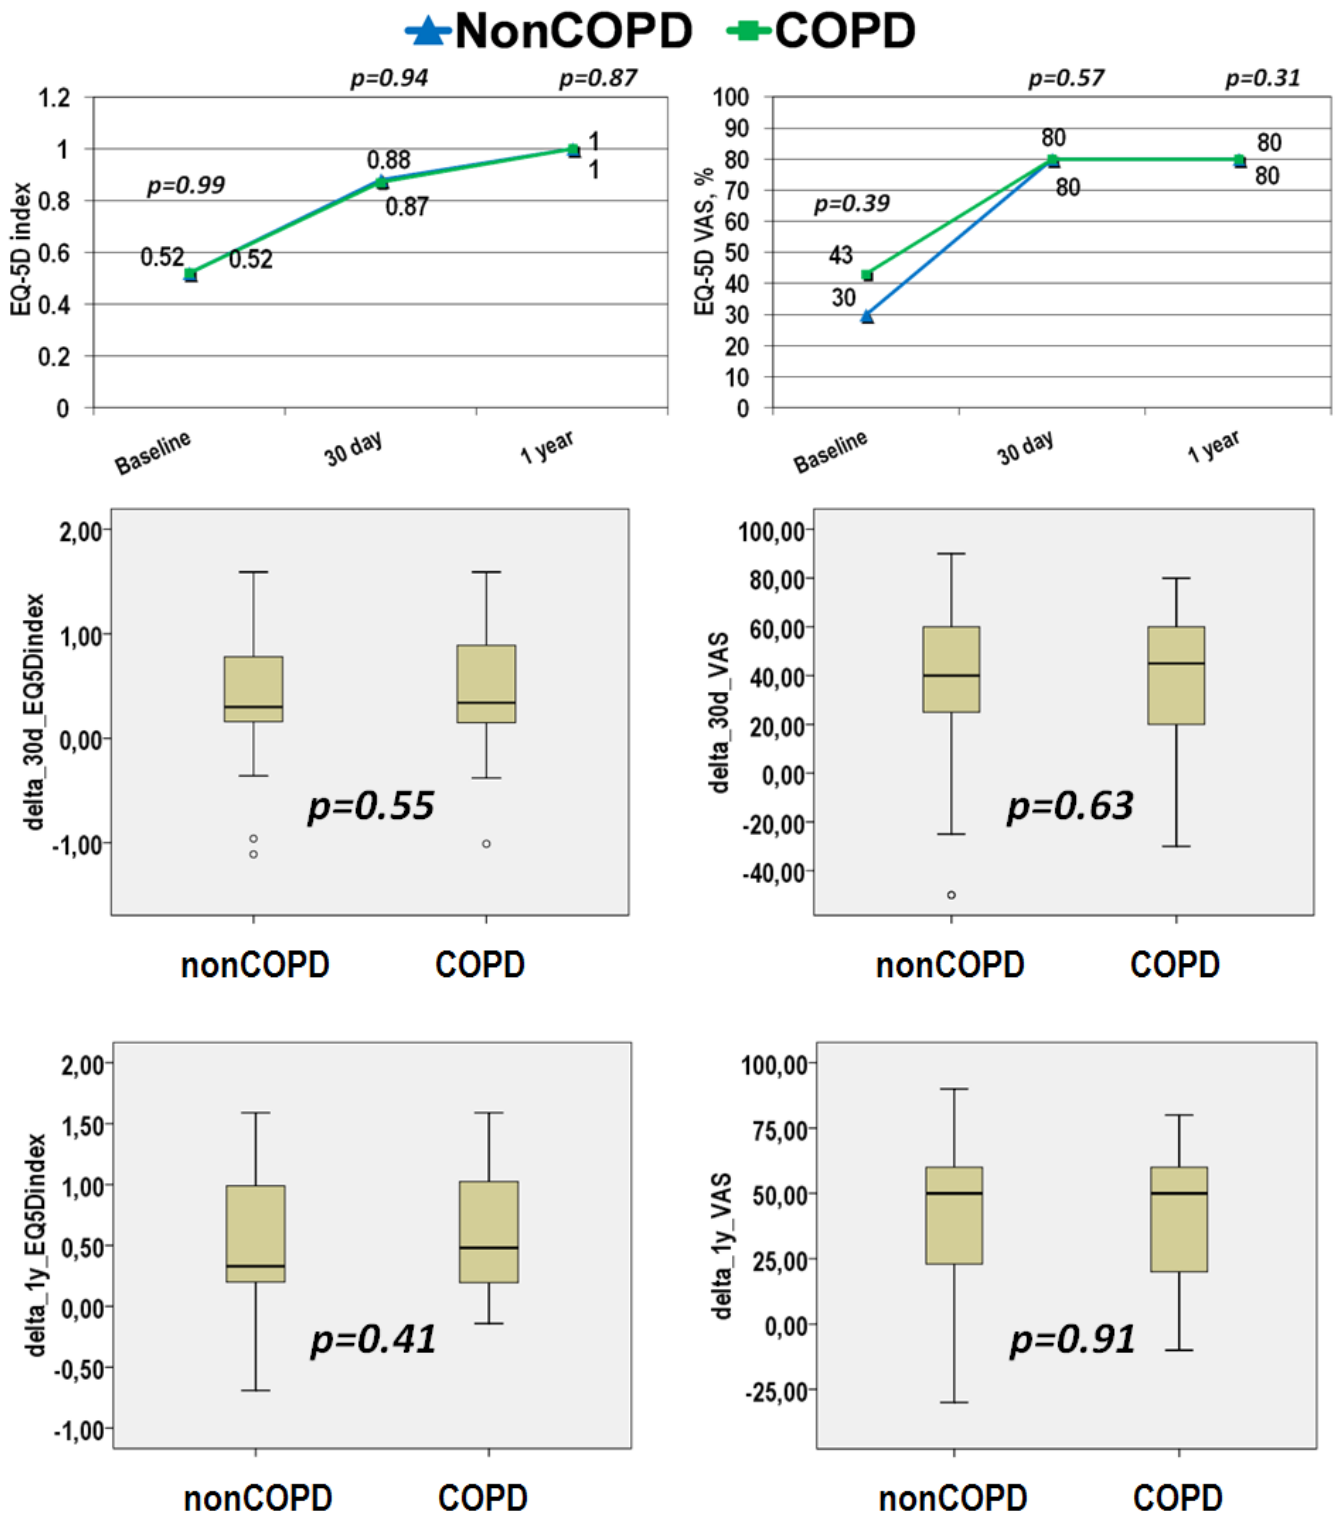 NonCOPD COPD
p=0.94 p=0.87
1.2
1
0.8
0.6
0.4
0.2
0
EQ-5D index
p=0.99
0.52 0.52
0.88
0.87
1
1
Baseline 30 day 1 year
p=0.57 p=0.31
100
90
80
70
60
50
40
30
20
10
0
EQ-5D VAS, %
p=0.39
43
30
80
80
80
80
Baseline 30 day 1 year
2,00
1,00
0,00
-1,00
delta_30d_EQ5Dindex
p=0.55
nonCOPD COPD
100,00
80,00
60,00
40,00
20,00
0,00
-20,00
-40,00
delta_30d_VAS
p=0.63
nonCOPD COPD
2,00
1,50
1,00
0,50
0,00
-0,50
-1,00
delta_1y_EQ5Dindex
p=0.41
nonCOPD COPD
100,00
75,00
50,00
25,00
0,00
-25,00
delta_1y_VAS
p=0.91
nonCOPD COPD